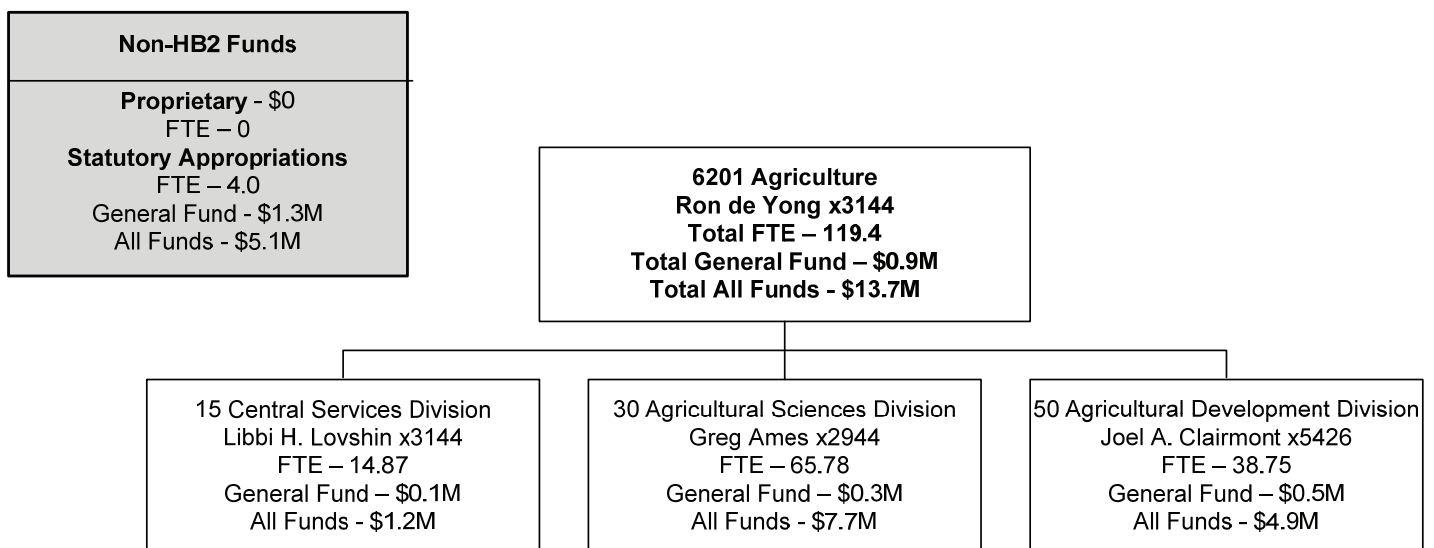 Non-HB2 Funds
Proprietary - $0
FTE – 0
Statutory Appropriations
FTE – 4.0
General Fund - $1.3M
All Funds - $5.1M
6201 Agriculture
Ron de Yong x3144
Total FTE – 119.4
Total General Fund – $0.9M
Total All Funds - $13.7M
15 Central Services Division
Libbi H. Lovshin x3144
FTE – 14.87
General Fund – $0.1M
All Funds - $1.2M
30 Agricultural Sciences Division
Greg Ames x2944
FTE – 65.78
General Fund – $0.3M
All Funds - $7.7M
50 Agricultural Development Division
Joel A. Clairmont x5426
FTE – 38.75
General Fund – $0.5M
All Funds - $4.9M